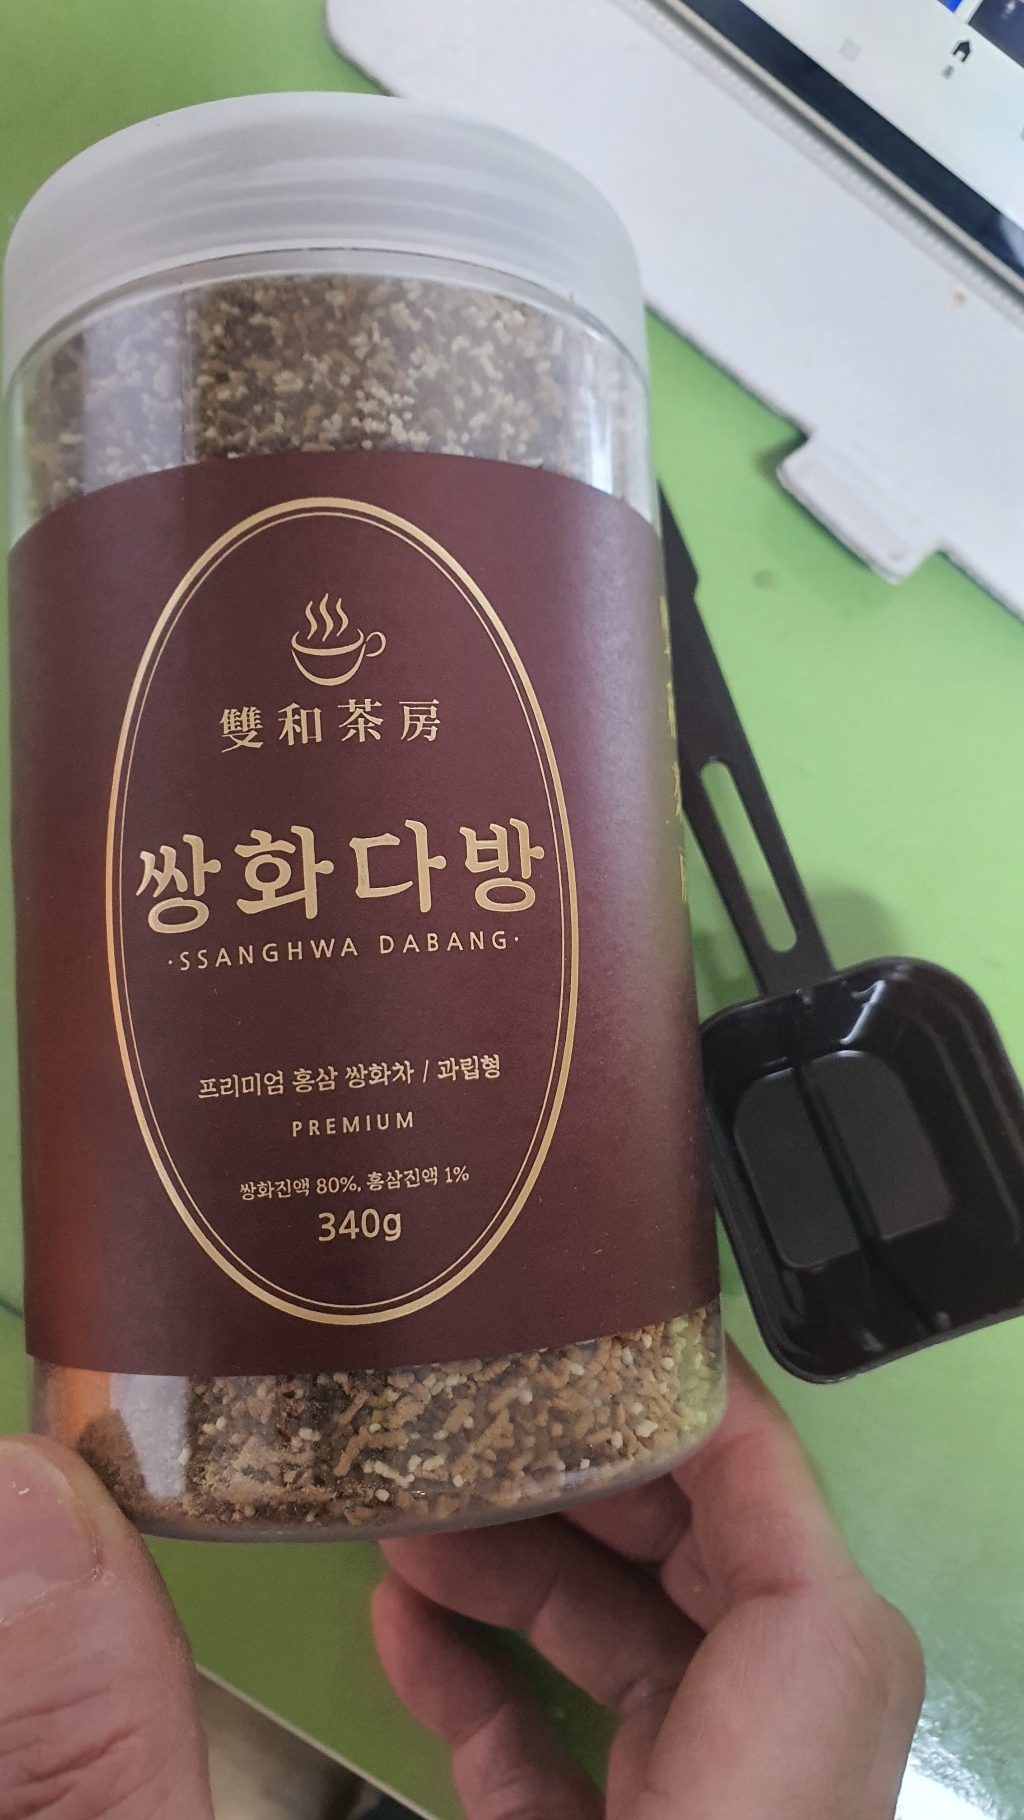 雙和茶房
쌍화다방
·SSANGHWA DABANG·
프리미엄 홍삼 쌍화차 / 과립형
PREMIUM
쌍화진액 80%, 홍삼진액 1%
340g